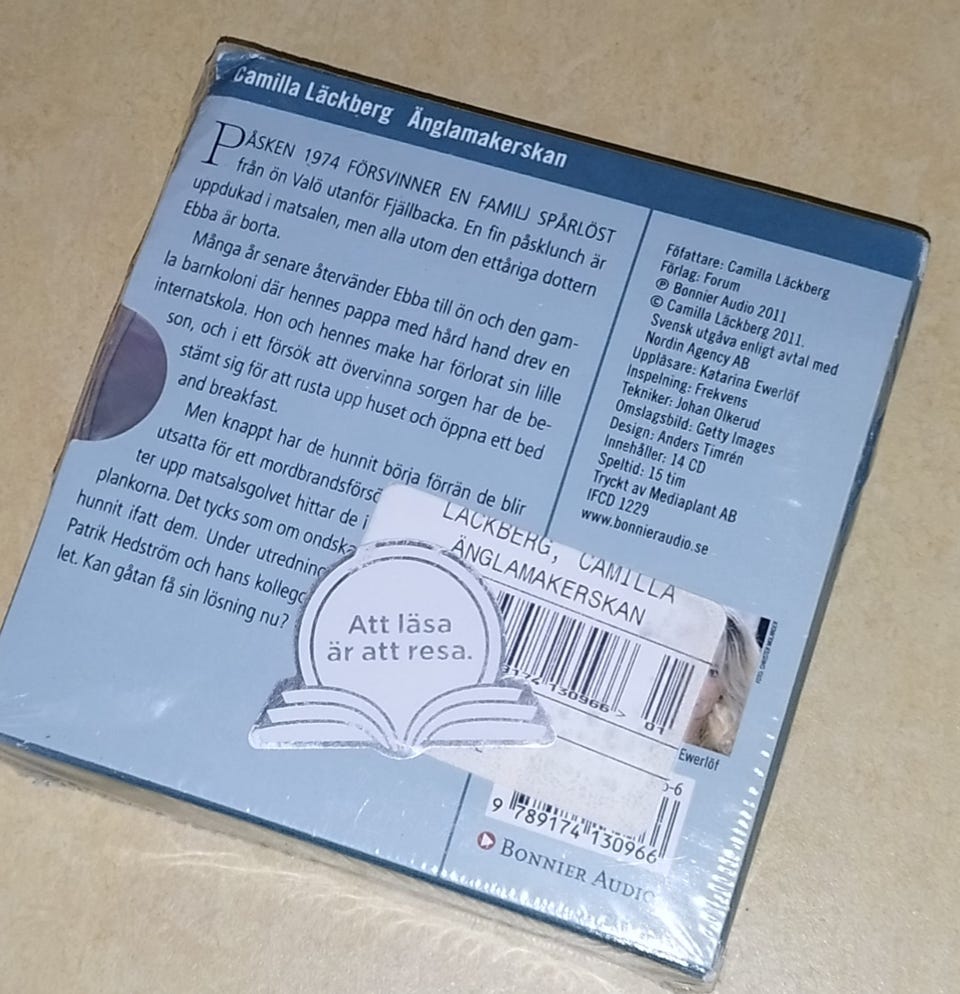 Camilla Läckberg Änglamakerskan
PÅSKEN 1974 FÖRSVINNER EN FAMILJ SPÅRLÖST
från ön Valö utanför Fjällbacka. En fin påsklunch är
uppdukad i matsalen, men alla utom den ettåriga dottern
Ebba är borta.
Många år senare återvänder Ebba till ön och den gam-
la barnkoloni där hennes pappa med hård hand drev en
internatskola. Hon och hennes make har förlorat sin lille
son, och i ett försök att övervinna sorgen har de be-
stämt sig för att rusta upp huset och öppna ett bed
and breakfast.
Men knappt har de hunnit börja förrän de blir
utsatta för ett mordbrandsförsö
ter upp matsalsgolvet hittar de i
plankorna. Det tycks som om ondska
hunnit ifatt dem. Under utredning
Patrik Hedström och hans kollego
let. Kan gåtan få sin lösning nu?
Föfattare: Camilla Läckberg
Förlag: Forum
℗ Bonnier Audio 2011
© Camilla Läckberg 2011.
Svensk utgåva enligt avtal med
Nordin Agency AB
Uppläsare: Katarina Ewerlöf
Inspelning: Frekvens
Tekniker: Johan Olkerud
Omslagsbild: Getty Images
Design: Anders Timrén
Innehåller: 14 CD
Speltid: 15 tim
Tryckt av Mediaplant AB
IFCD 1229
www.bonnieraudio.se
LÄCKBERG, CAMILLA
ÄNGLAMAKERSKAN
9174130966 > 01
Att läsa
är att resa.
Ewerlöf
6-6
9 789174 130966
BONNIER AUDIO